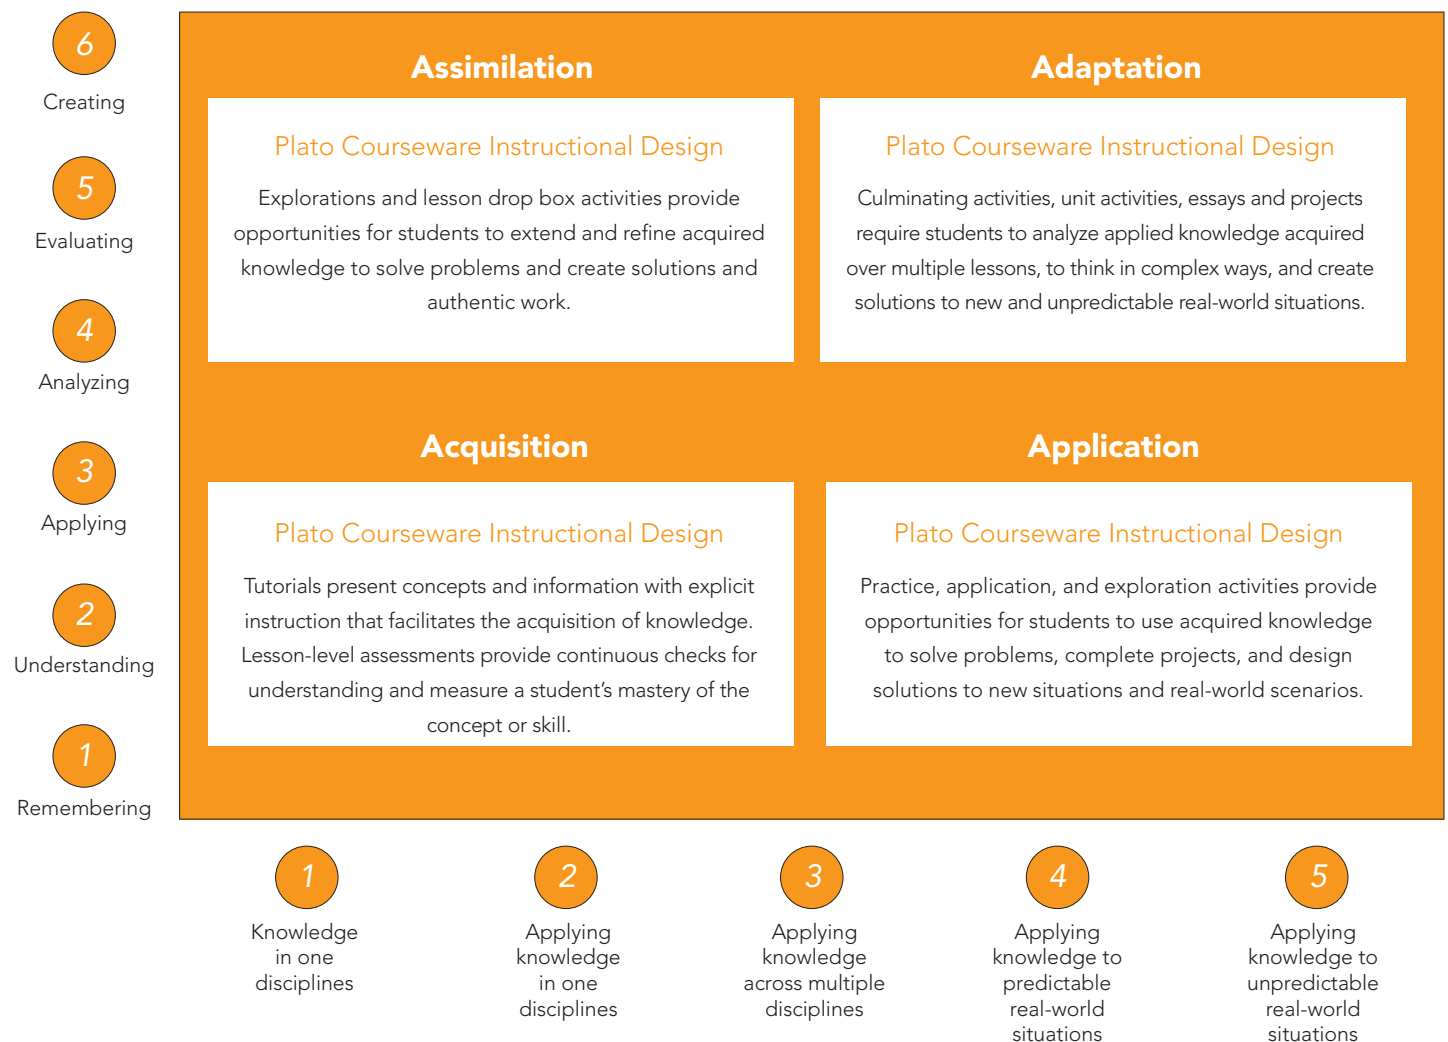 6
Creating
5
Evaluating
4
Analyzing
3
Applying
2
Understanding
1
Remembering
Assimilation
Plato Courseware Instructional Design
Explorations and lesson drop box activities provide
opportunities for students to extend and refine acquired
knowledge to solve problems and create solutions and
authentic work.
Adaptation
Plato Courseware Instructional Design
Culminating activities, unit activities, essays and projects
require students to analyze applied knowledge acquired
over multiple lessons, to think in complex ways, and create
solutions to new and unpredictable real-world situations.
Acquisition
Plato Courseware Instructional Design
Tutorials present concepts and information with explicit
instruction that facilitates the acquisition of knowledge.
Lesson-level assessments provide continuous checks for
understanding and measure a student’s mastery of the
concept or skill.
Application
Plato Courseware Instructional Design
Practice, application, and exploration activities provide
opportunities for students to use acquired knowledge
to solve problems, complete projects, and design
solutions to new situations and real-world scenarios.
1
Knowledge
in one
disciplines
2
Applying
knowledge
in one
disciplines
3
Applying
knowledge
across multiple
disciplines
4
Applying
knowledge to
predictable
real-world
situations
5
Applying
knowledge to
unpredictable
real-world
situations